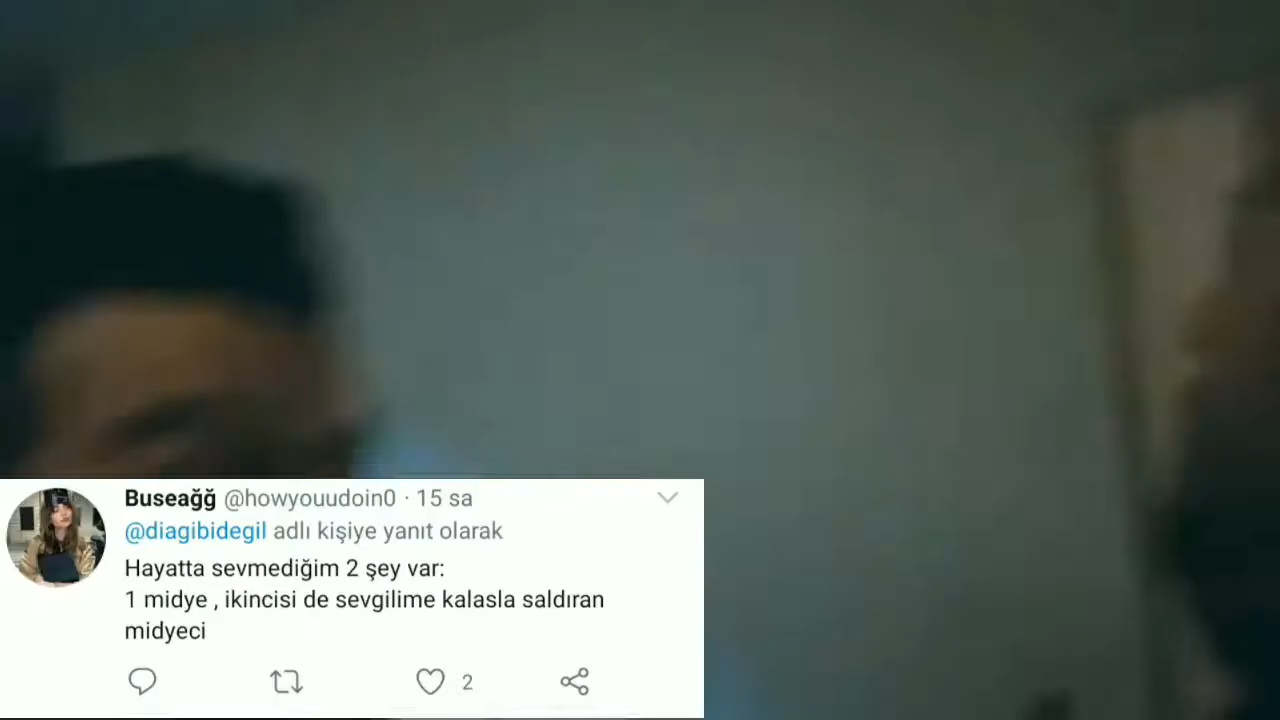 Buseağğ @howyouudoin0 · 15 sa
@diagibidegil adlı kişiye yanıt olarak
Hayatta sevmediğim 2 şey var:
1 midye , ikincisi de sevgilime kalasla saldıran
midyeci
2